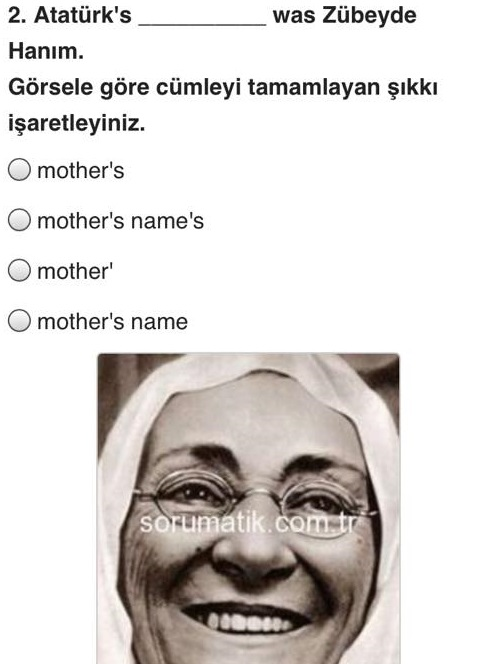 2. Atatürk's ___________ was Zübeyde
Hanım.
Görsele göre cümleyi tamamlayan şıkkı
işaretleyiniz.
mother's
mother's name's
mother'
mother's name
sorumatik.com.tr